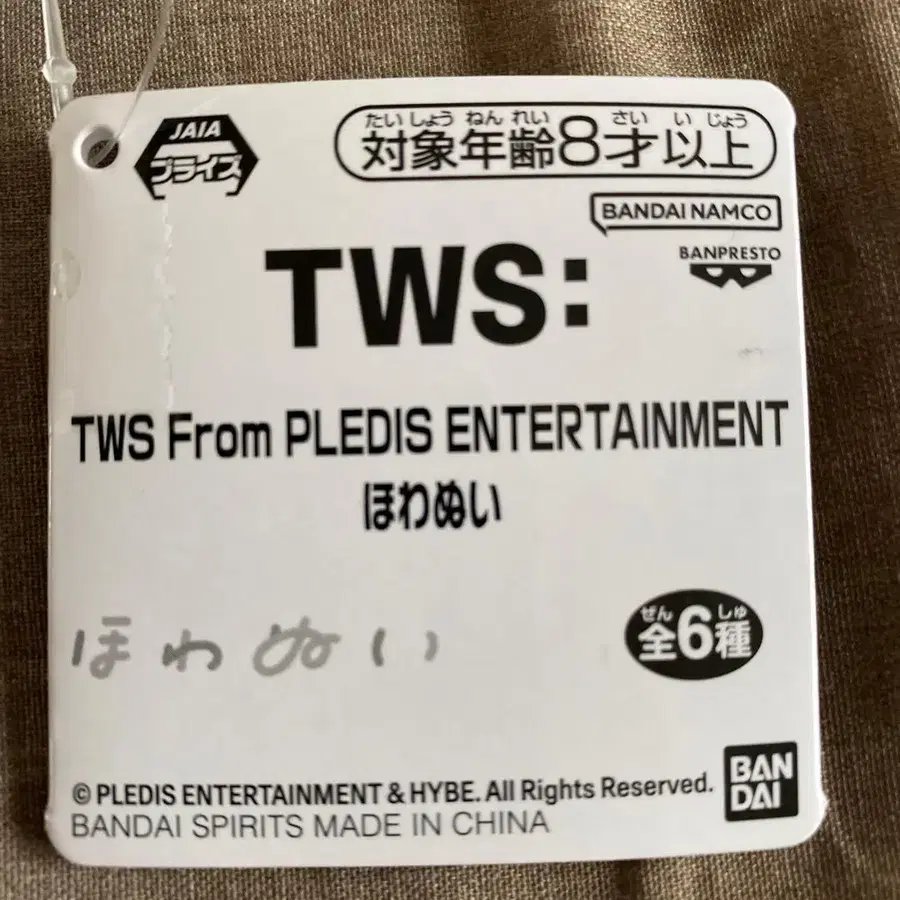 JAIA
プライズ
たいしょうねんれい さいいじょう
対象年齢8才以上
BANDAI NAMCO
BANPRESTO
TWS:
TWS From PLEDIS ENTERTAINMENT
ほわぬい
ほわぬい
ぜん しゅ
全6種
© PLEDIS ENTERTAINMENT & HYBE. All Rights Reserved.
BANDAI SPIRITS MADE IN CHINA
BAN
DAI